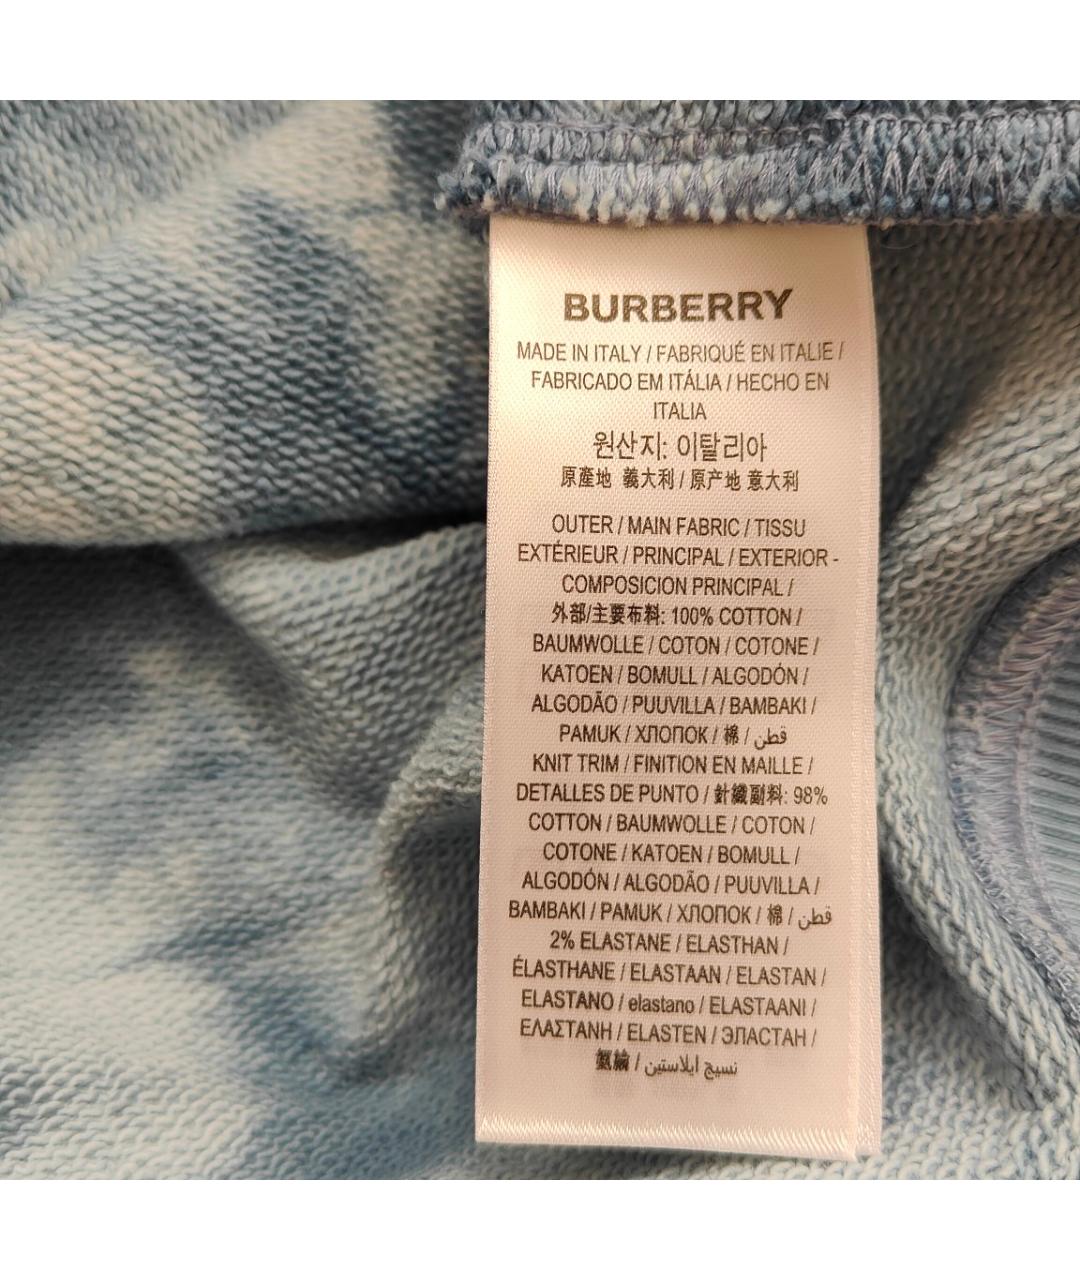 BURBERRY
MADE IN ITALY / FABRIQUÉ EN ITALIE /
FABRICADO EM ITÁLIA / HECHO EN
ITALIA
원산지: 이탈리아
原產地 義大利 / 原产地 意大利
OUTER / MAIN FABRIC / TISSU
EXTÉRIEUR / PRINCIPAL / EXTERIOR -
COMPOSICION PRINCIPAL /
外部/主要布料: 100% COTTON /
BAUMWOLLE / COTON / COTONE /
KATOEN / BOMULL / ALGODÓN /
ALGODÃO / PUUVILLA / BAMBAKI /
PAMUK / ХЛОПОК / 棉 / قطن
KNIT TRIM / FINITION EN MAILLE /
DETALLES DE PUNTO / 針織副料: 98%
COTTON / BAUMWOLLE / COTON /
COTONE / KATOEN / BOMULL /
ALGODÓN / ALGODÃO / PUUVILLA /
BAMBAKI / PAMUK / ХЛОПОК / 棉 / قطن
2% ELASTANE / ELASTHAN /
ÉLASTHANE / ELASTAAN / ELASTAN /
ELASTANO / elastano / ELASTAANI /
ΕΛΑΣΤΑΝΗ / ELASTEN / ЭЛАСТАН /
氨綸 / نسيج ايلاستين